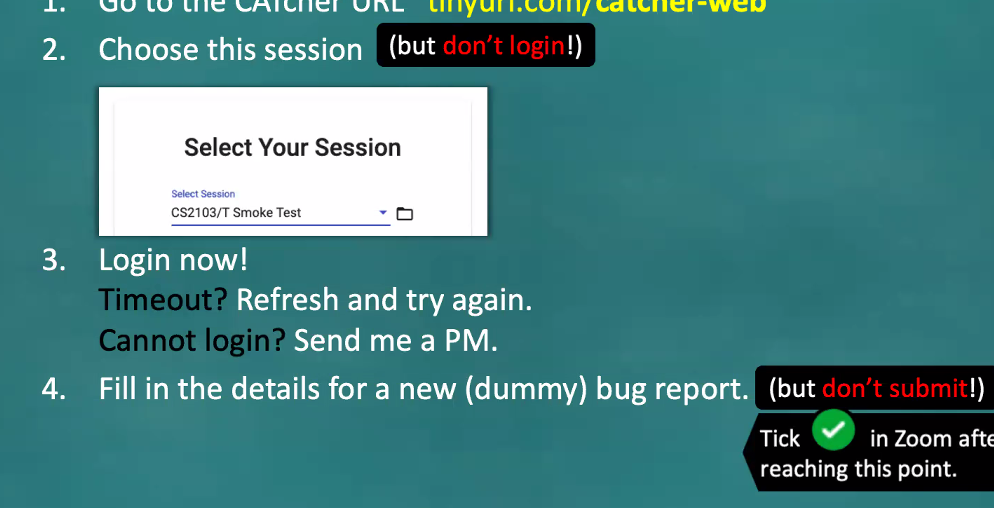 1. Go to the CATcher URL tinyurl.com/catcher-web
2. Choose this session (but don't login!)
Select Your Session
Select Session
CS2103/T Smoke Test
3. Login now!
Timeout? Refresh and try again.
Cannot login? Send me a PM.
4. Fill in the details for a new (dummy) bug report. (but don't submit!)
Tick in Zoom afte
reaching this point.